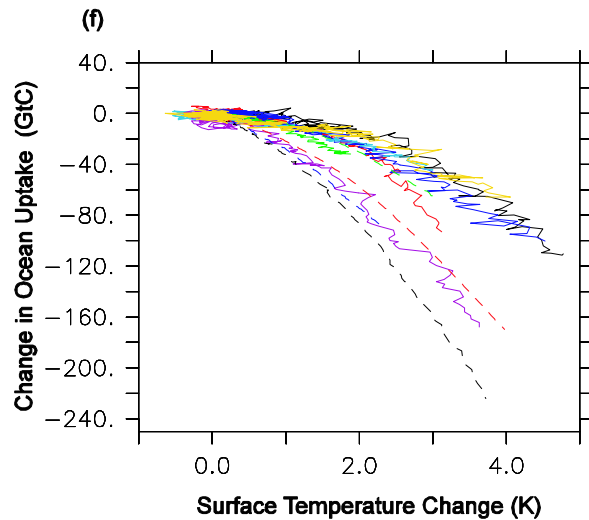 (f)
Change in Ocean Uptake (GtC)
40.
0.
−40.
−80.
−120.
−160.
−200.
−240.
0.0 2.0 4.0
Surface Temperature Change (K)